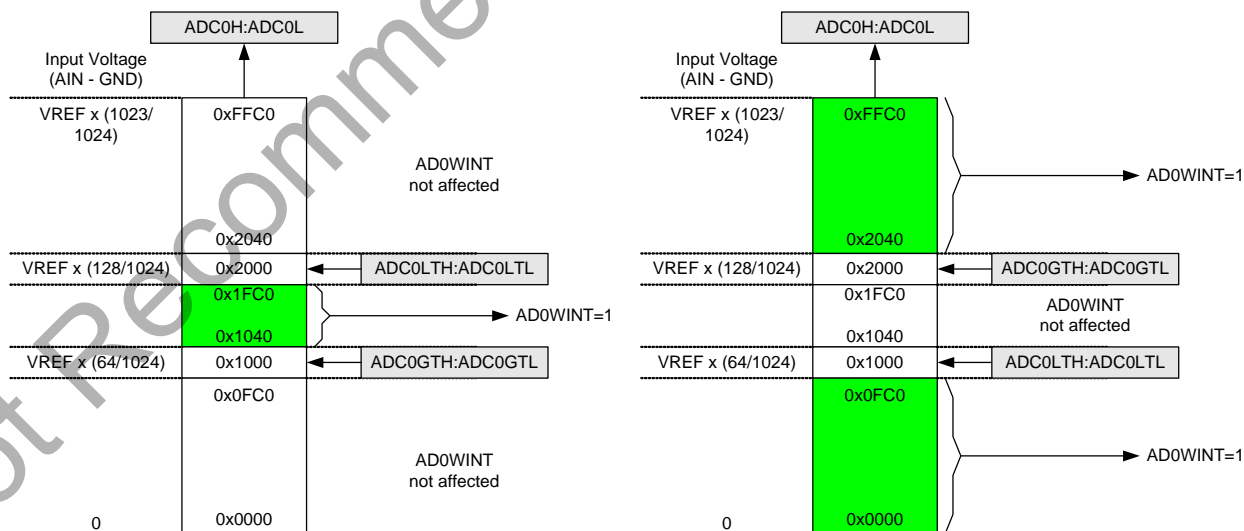 ADC0H:ADC0L
Input Voltage
(AIN - GND)
VREF x (1023/
1024)
0xFFC0
AD0WINT
not affected
0x2040
VREF x (128/1024)
0x2000
ADC0LTH:ADC0LTL
0x1FC0
AD0WINT=1
0x1040
VREF x (64/1024)
0x1000
ADC0GTH:ADC0GTL
0x0FC0
AD0WINT
not affected
0
0x0000
ADC0H:ADC0L
Input Voltage
(AIN - GND)
VREF x (1023/
1024)
0xFFC0
AD0WINT=1
0x2040
VREF x (128/1024)
0x2000
ADC0GTH:ADC0GTL
0x1FC0
AD0WINT
not affected
0x1040
VREF x (64/1024)
0x1000
ADC0LTH:ADC0LTL
0x0FC0
AD0WINT=1
0
0x0000
ot Recomme